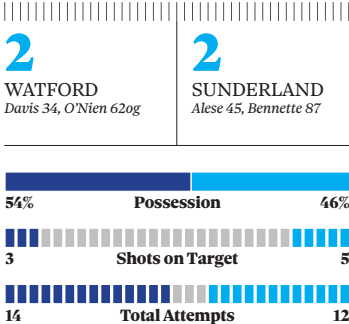 2 2
WATFORD SUNDERLAND
Davis 34, O'Nien 62og Alese 45, Bennette 87
54% Possession 46%
3 Shots on Target 5
14 Total Attempts 12